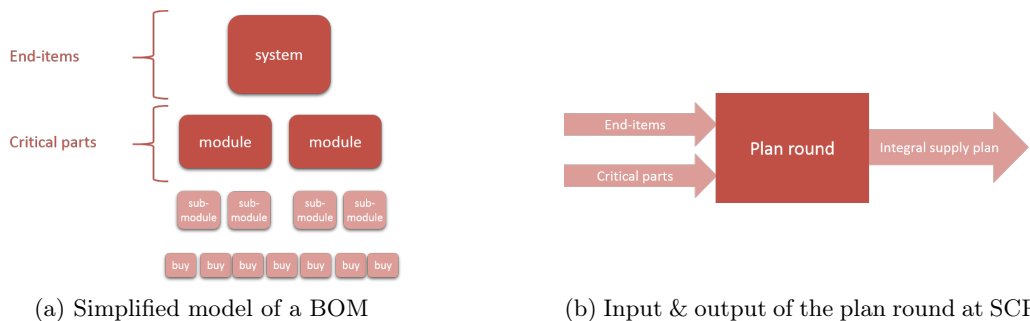 End-items
system
Critical parts
module
module
sub-
module
sub-
module
sub-
module
sub-
module
buy
buy
buy
buy
buy
buy
buy
(a) Simplified model of a BOM
End-items
Critical parts
Plan round
Integral supply plan
(b) Input & output of the plan round at SCP